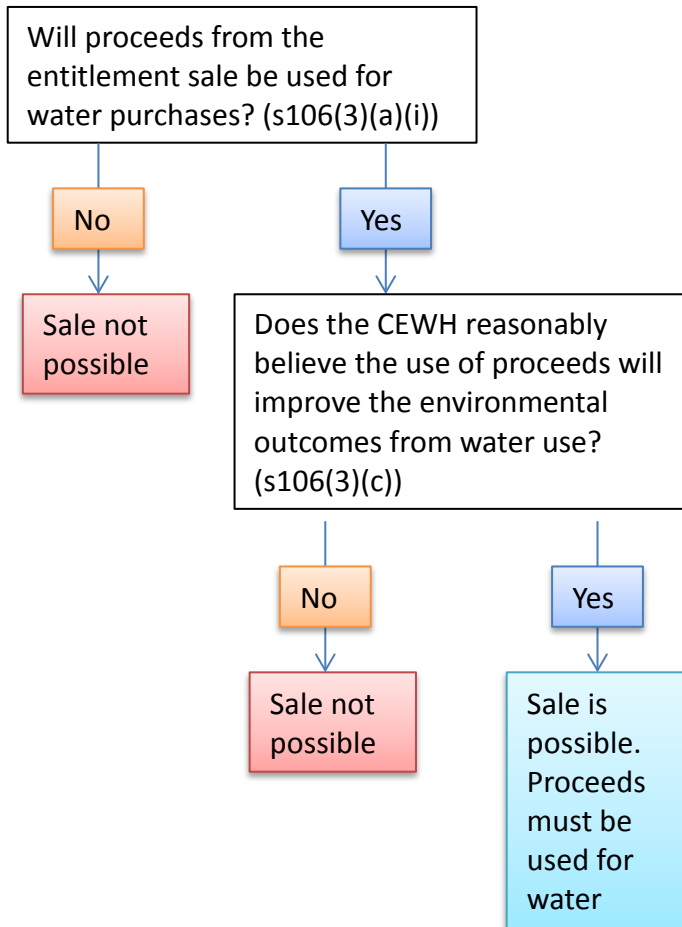 Will proceeds from the
entitlement sale be used for
water purchases? (s106(3)(a)(i))
No
Yes
Sale not
possible
Does the CEWH reasonably
believe the use of proceeds will
improve the environmental
outcomes from water use?
(s106(3)(c))
No
Yes
Sale not
possible
Sale is
possible.
Proceeds
must be
used for
water